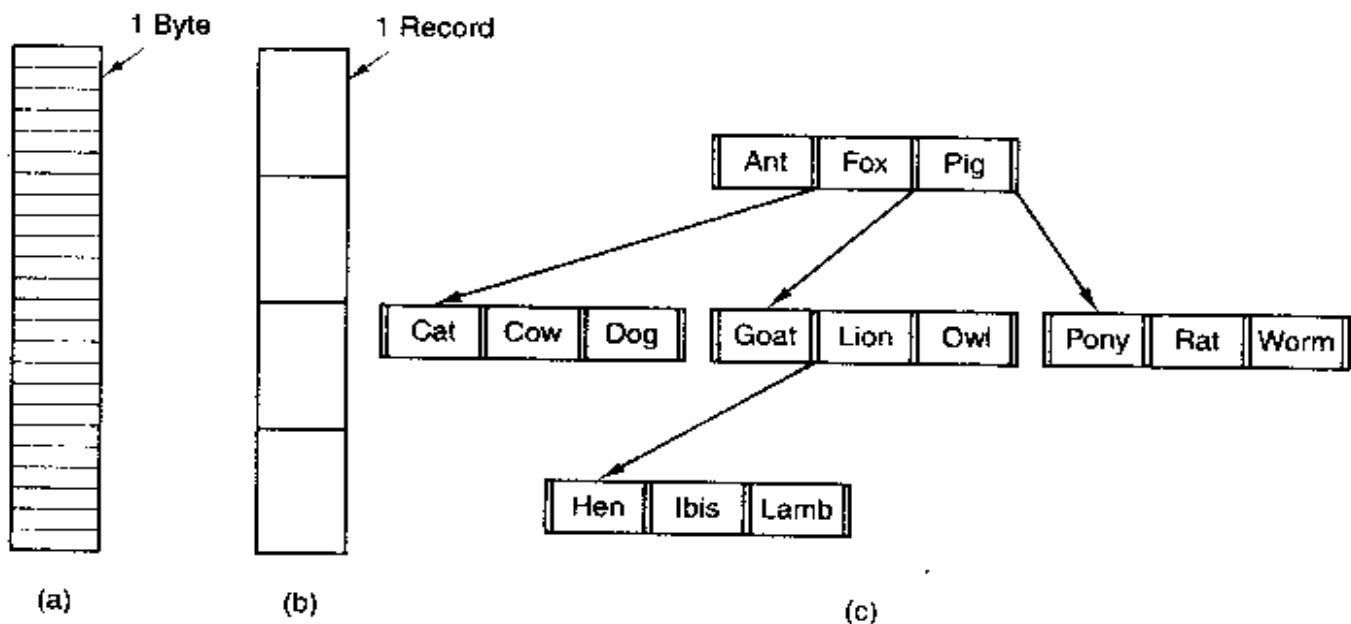 1 Byte
1 Record
Ant Fox Pig
Cat Cow Dog
Goat Lion Owl
Pony Rat Worm
Hen Ibis Lamb
(a)
(b)
(c)